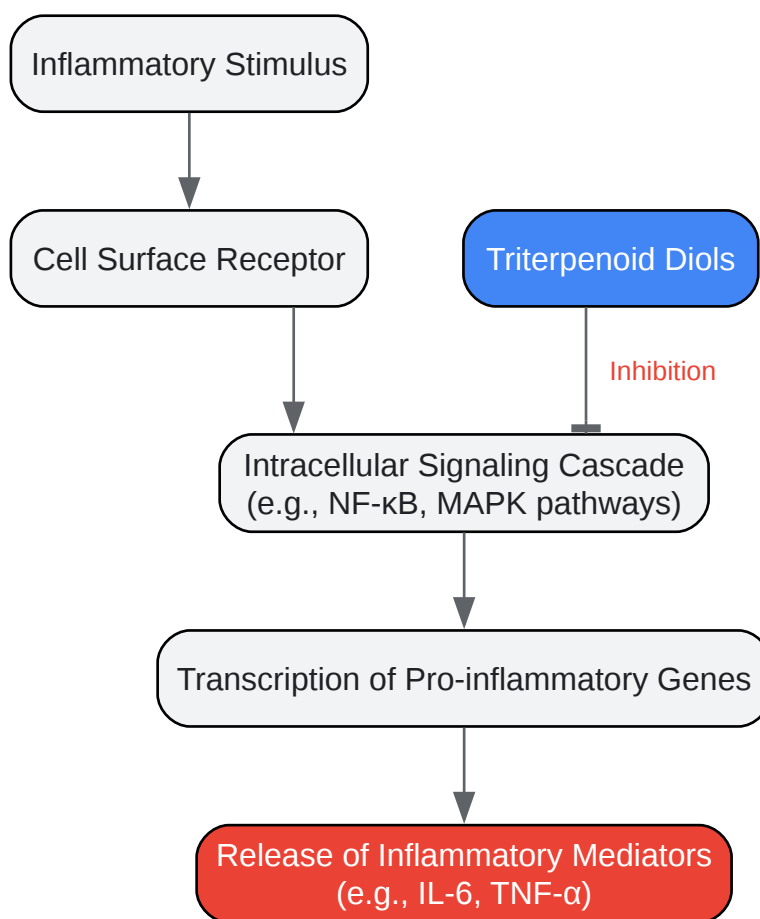 Inflammatory Stimulus
Cell Surface Receptor
Triterpenoid Diols
Inhibition
Intracellular Signaling Cascade
(e.g., NF-κB, MAPK pathways)
Transcription of Pro-inflammatory Genes
Release of Inflammatory Mediators
(e.g., IL-6, TNF-α)